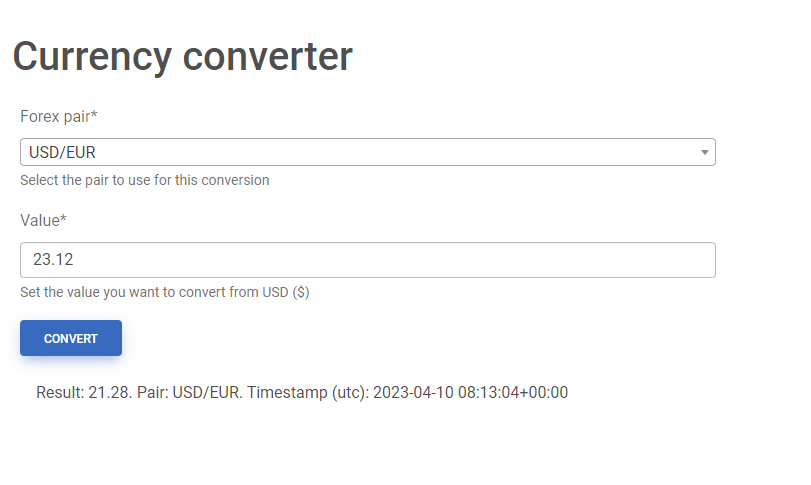 Currency converter
Forex pair*
USD/EUR
Select the pair to use for this conversion
Value*
23.12
Set the value you want to convert from USD ($)
CONVERT
Result: 21.28. Pair: USD/EUR. Timestamp (utc): 2023-04-10 08:13:04+00:00